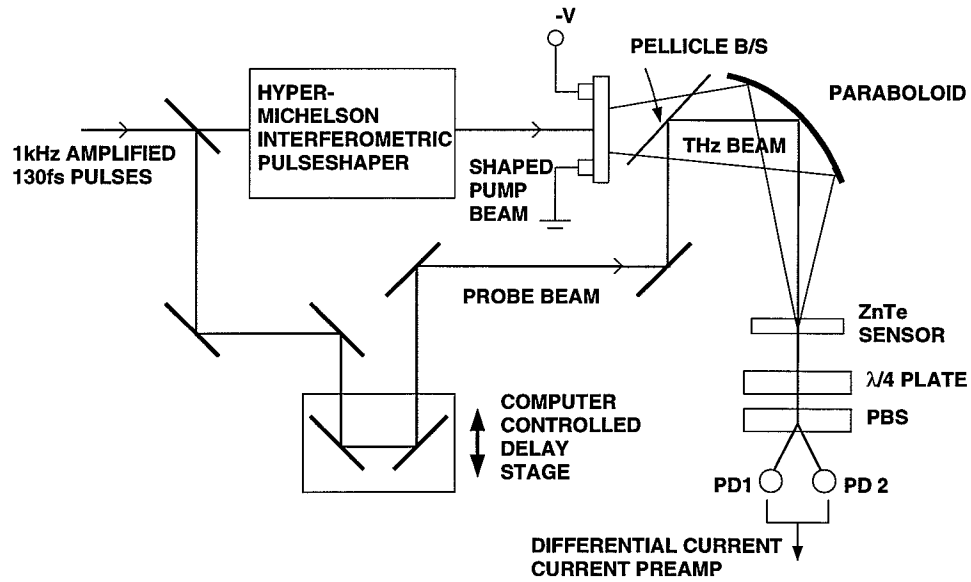 -V
PELLICLE B/S
PARABOLOID
HYPER-
MICHELSON
INTERFEROMETRIC
PULSESHAPER
1kHz AMPLIFIED
130fs PULSES
SHAPED
PUMP
BEAM
THz BEAM
PROBE BEAM
ZnTe
SENSOR
λ/4 PLATE
PBS
COMPUTER
CONTROLLED
DELAY
STAGE
PD1
PD 2
DIFFERENTIAL CURRENT
CURRENT PREAMP